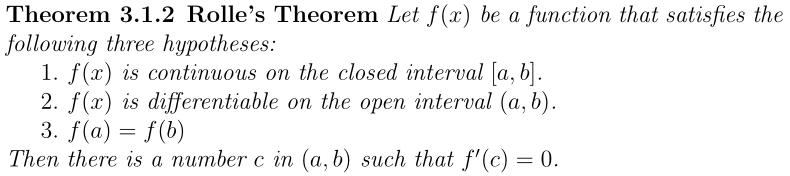 Theorem 3.1.2 Rolle's Theorem Let f(x) be a function that satisfies the
following three hypotheses:
1. f(x) is continuous on the closed interval [a, b].
2. f(x) is differentiable on the open interval (a, b).
3. f(a) = f(b)
Then there is a number c in (a, b) such that f′(c) = 0.